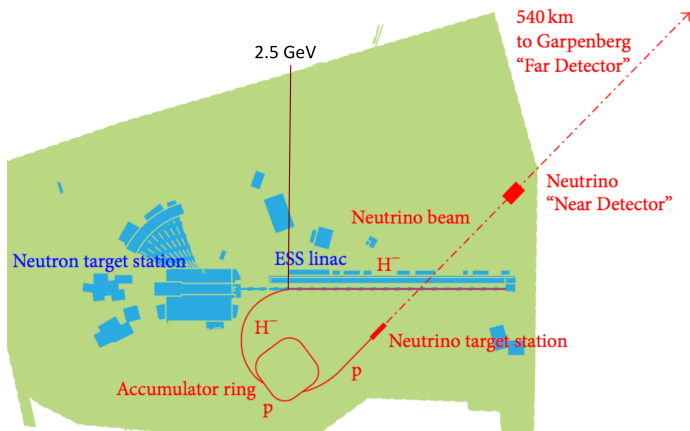 540 km
to Garpenberg
“Far Detector”
2.5 GeV
Neutrino
“Near Detector”
Neutrino beam
Neutron target station
ESS linac
H⁻
H⁻
Neutrino target station
Accumulator ring
p
p